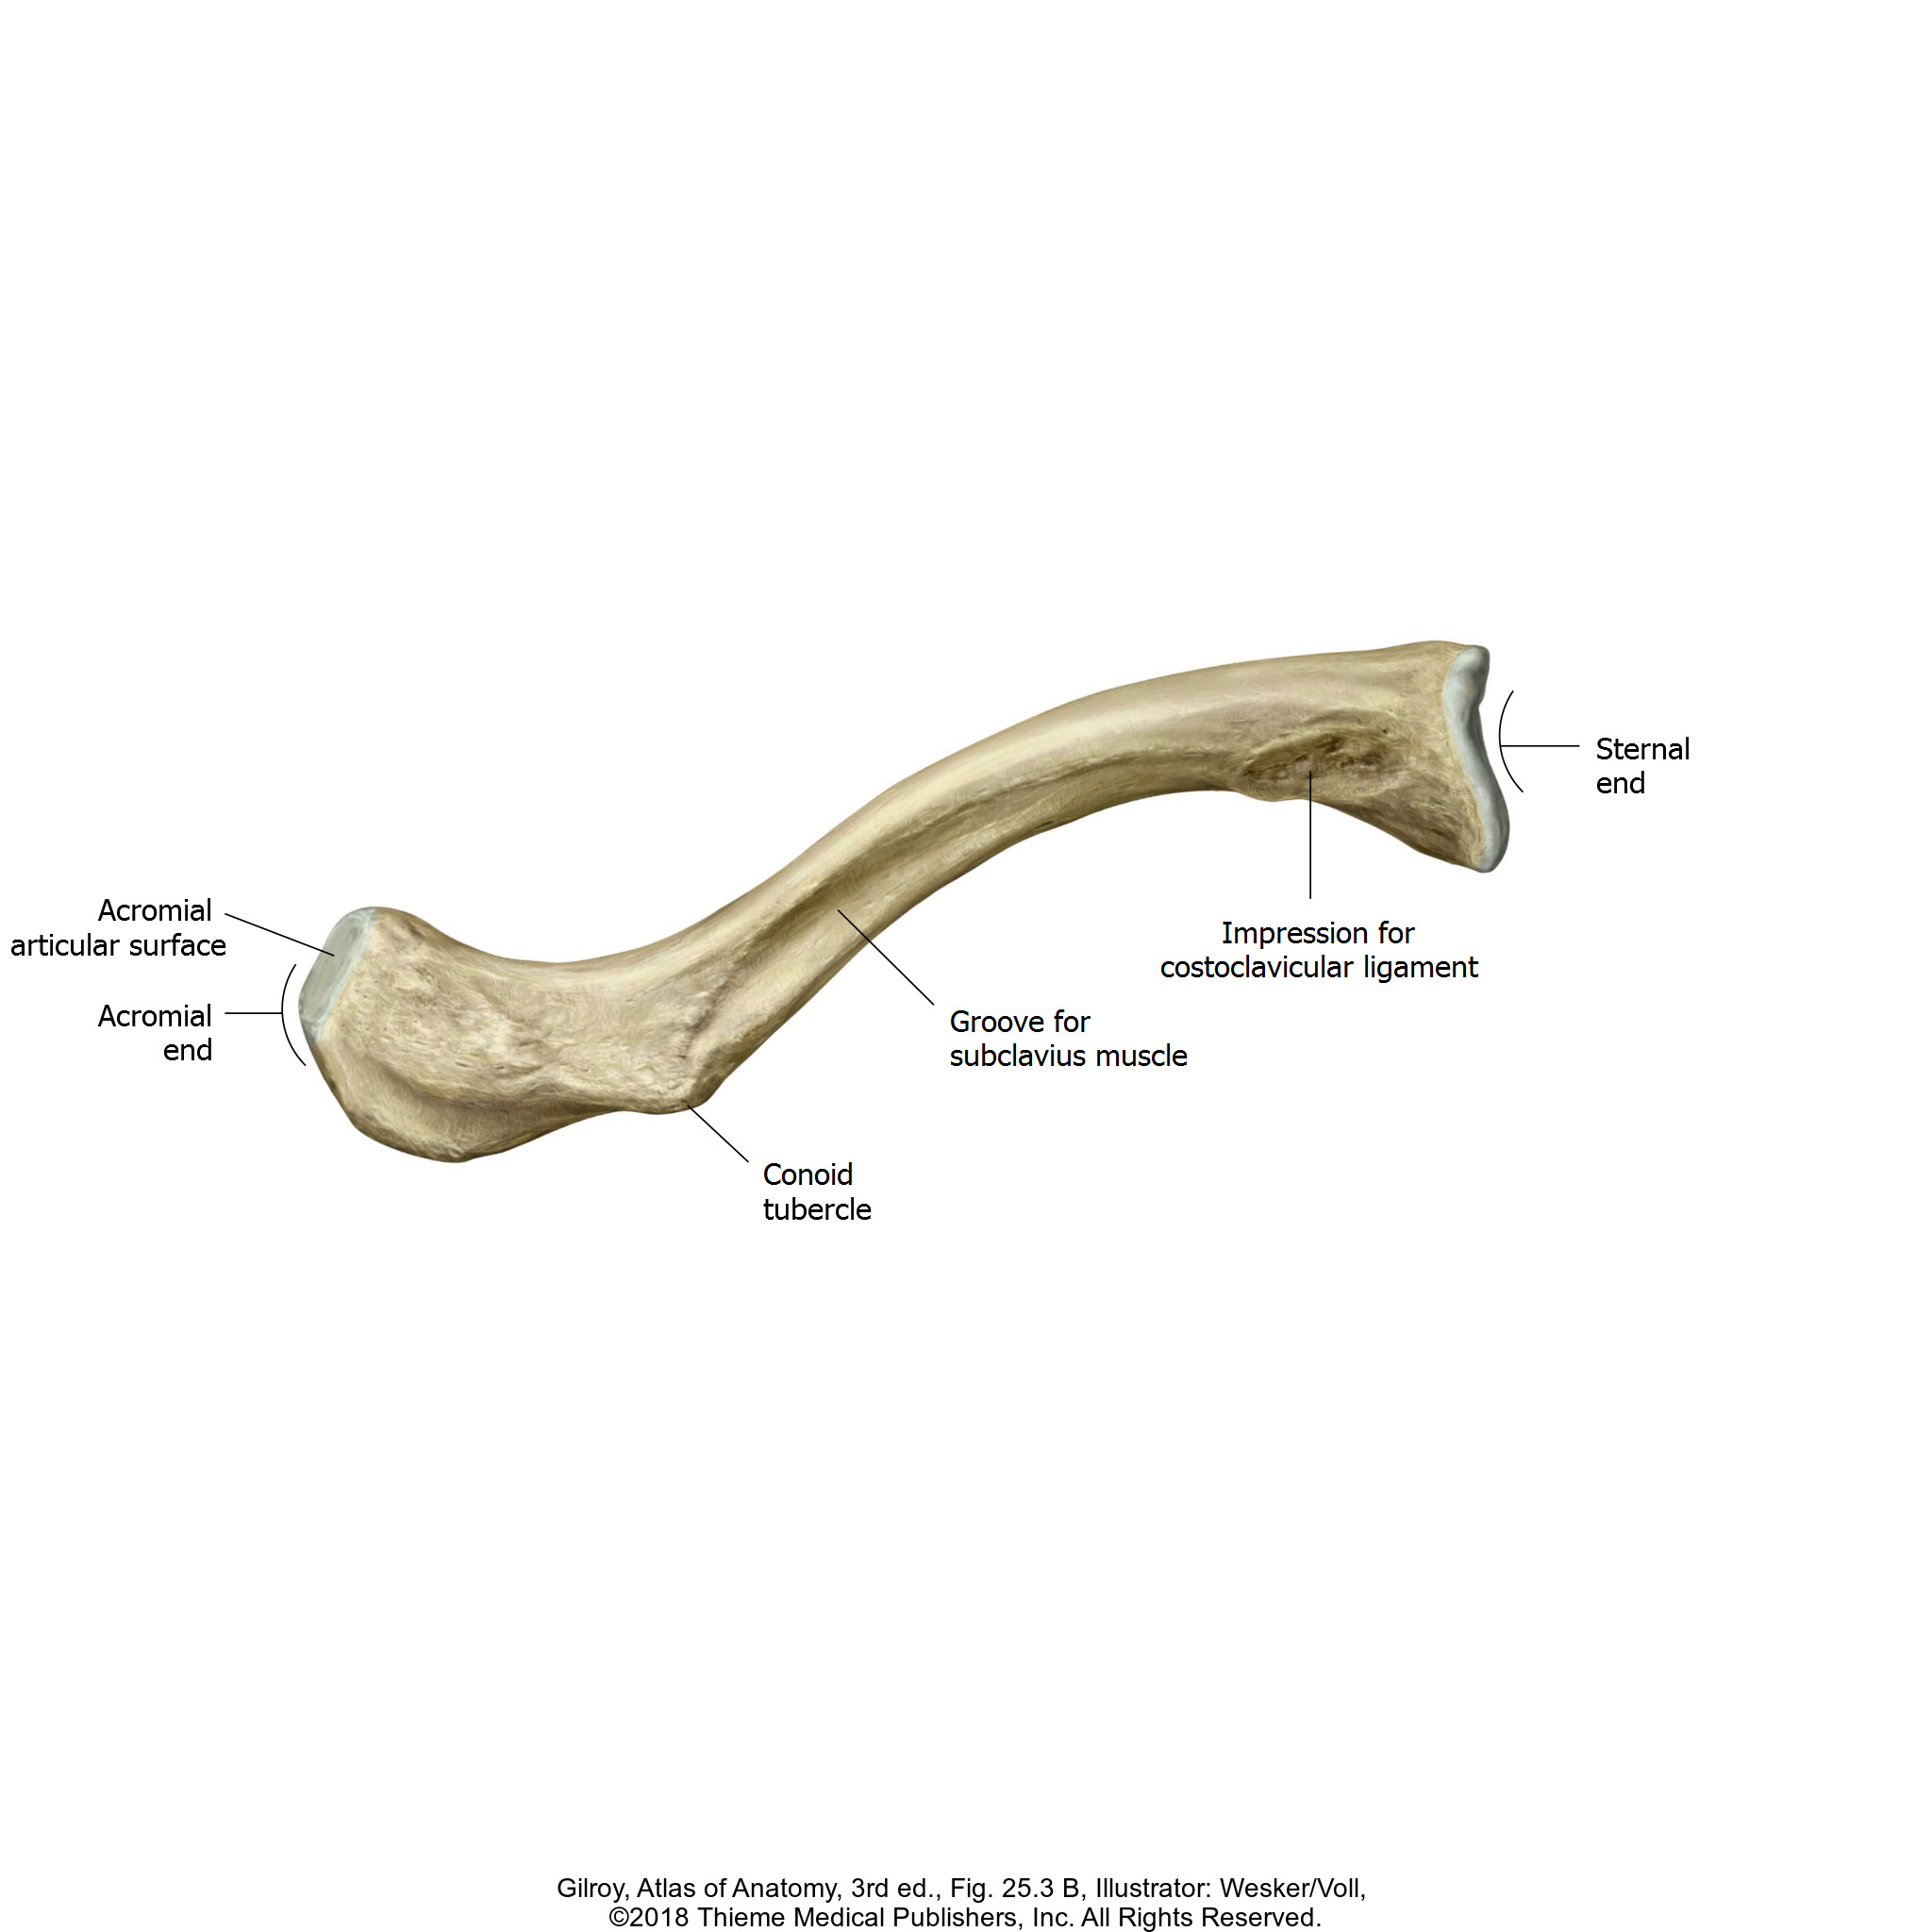 Sternal
end
Acromial
articular surface
Impression for
costoclavicular ligament
Acromial
end
Groove for
subclavius muscle
Conoid
tubercle
Gilroy, Atlas of Anatomy, 3rd ed., Fig. 25.3 B, Illustrator: Wesker/Voll,
©2018 Thieme Medical Publishers, Inc. All Rights Reserved.